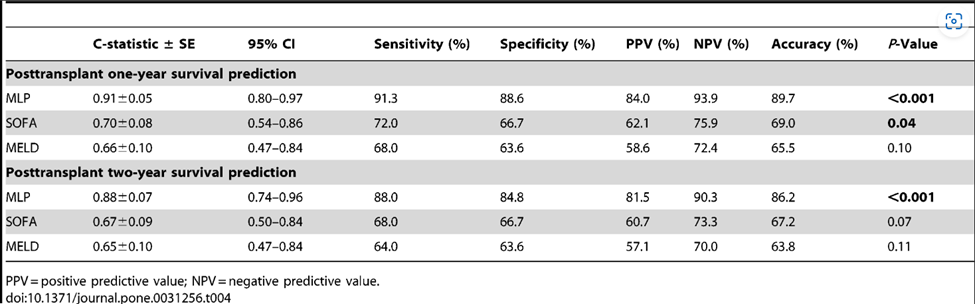 C-statistic ± SE 95% CI Sensitivity (%) Specificity (%) PPV (%) NPV (%) Accuracy (%) P-Value
Posttransplant one-year survival prediction
MLP 0.91±0.05 0.80–0.97 91.3 88.6 84.0 93.9 89.7 <0.001
SOFA 0.70±0.08 0.54–0.86 72.0 66.7 62.1 75.9 69.0 0.04
MELD 0.66±0.10 0.47–0.84 68.0 63.6 58.6 72.4 65.5 0.10
Posttransplant two-year survival prediction
MLP 0.88±0.07 0.74–0.96 88.0 84.8 81.5 90.3 86.2 <0.001
SOFA 0.67±0.09 0.50–0.84 68.0 66.7 60.7 73.3 67.2 0.07
MELD 0.65±0.10 0.47–0.84 64.0 63.6 57.1 70.0 63.8 0.11
PPV = positive predictive value; NPV = negative predictive value.
doi:10.1371/journal.pone.0031256.t004